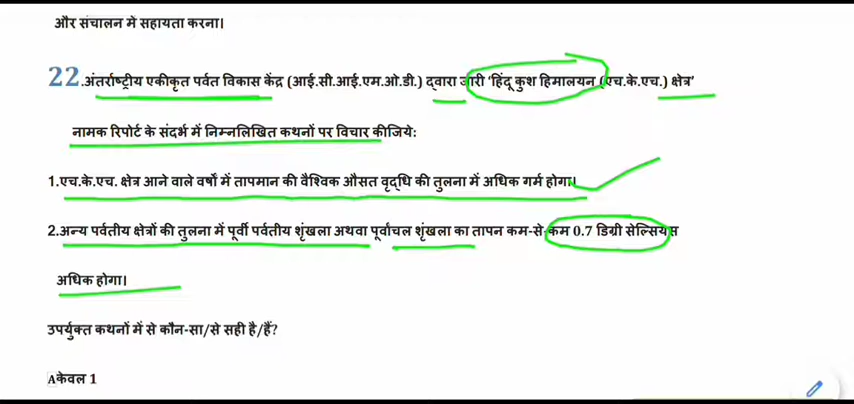 और संचालन में सहायता करना।
22.अंतर्राष्ट्रीय एकीकृत पर्वत विकास केंद्र (आई.सी.आई.एम.ओ.डी.) द्वारा जारी 'हिंदू कुश हिमालयन (एच.के.एच.) क्षेत्र'
नामक रिपोर्ट के संदर्भ में निम्नलिखित कथनों पर विचार कीजिये:
1.एच.के.एच. क्षेत्र आने वाले वर्षों में तापमान की वैश्विक औसत वृद्धि की तुलना में अधिक गर्म होगा।
2.अन्य पर्वतीय क्षेत्रों की तुलना में पूर्वी पर्वतीय शृंखला अथवा पूर्वांचल शृंखला का तापन कम-से-कम 0.7 डिग्री सेल्सियस
अधिक होगा।
उपर्युक्त कथनों में से कौन-सा/से सही है/हैं?
Aकेवल 1